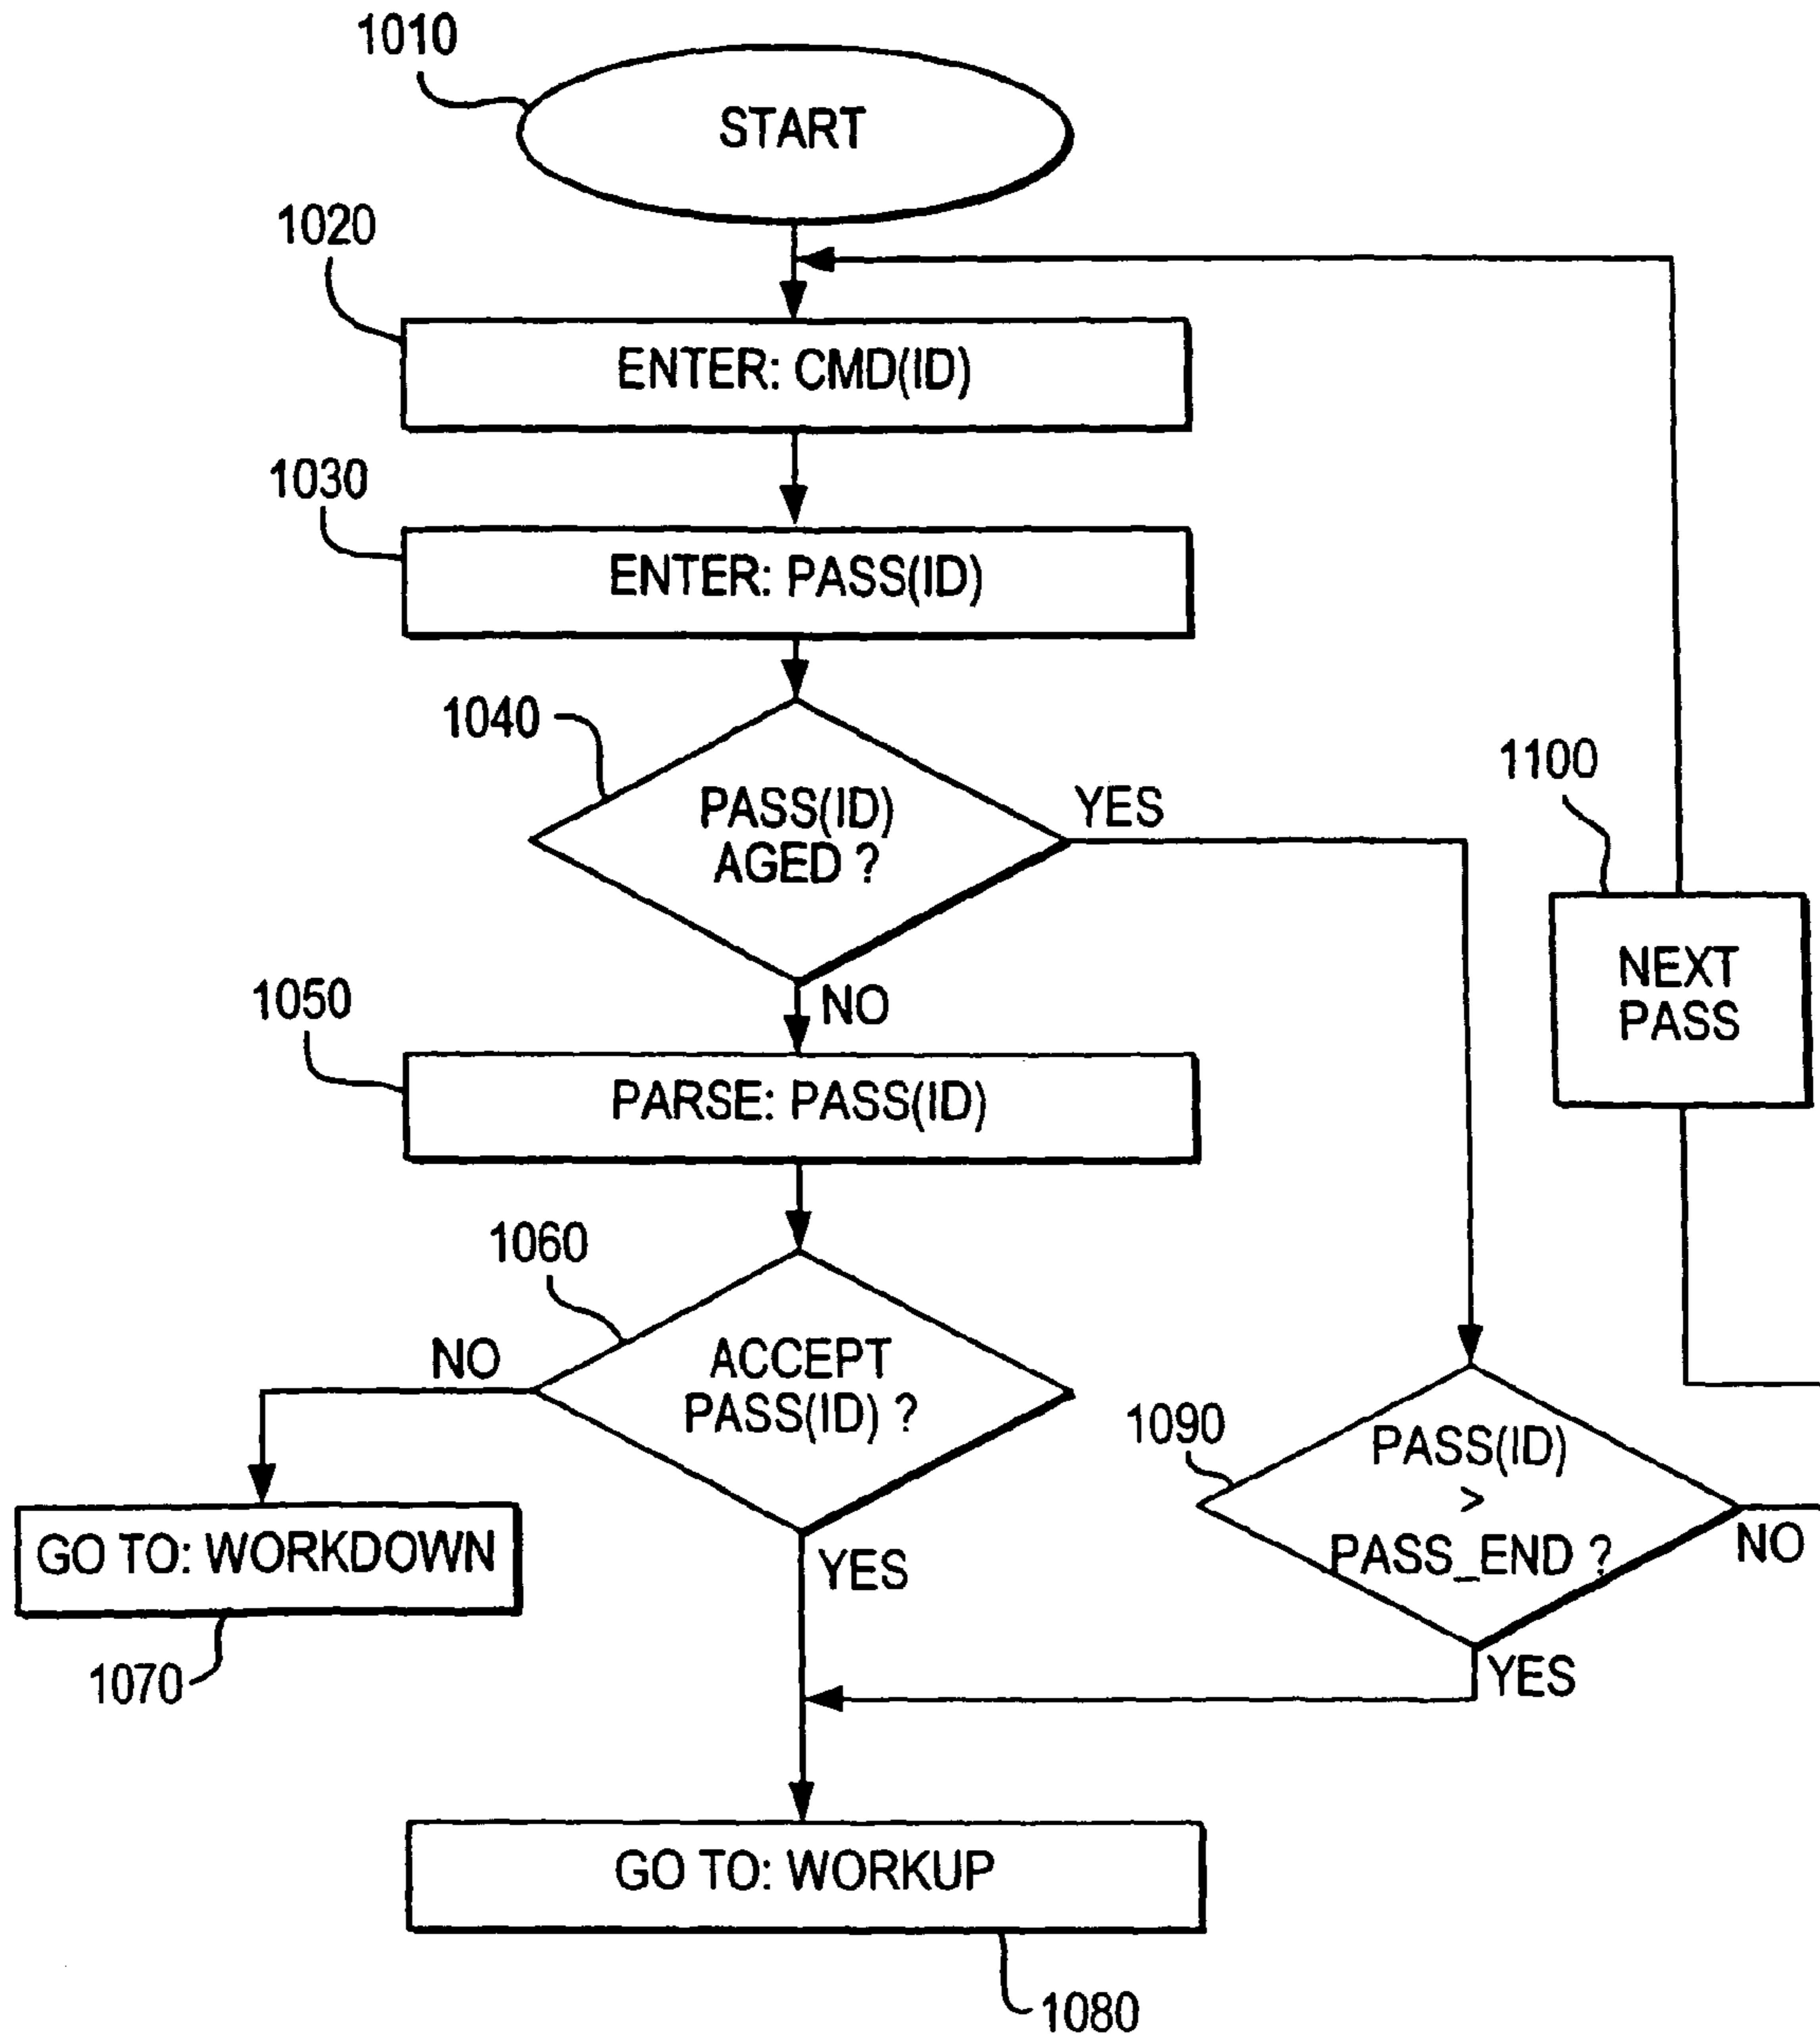 1010
START
1020
ENTER: CMD(ID)
1030
ENTER: PASS(ID)
1040
PASS(ID)
AGED ?
YES
1100
NEXT
PASS
NO
1050
PARSE: PASS(ID)
1060
ACCEPT
PASS(ID) ?
NO
1090
PASS(ID)
>
PASS_END ?
NO
GO TO: WORKDOWN
YES
1070
YES
GO TO: WORKUP
1080